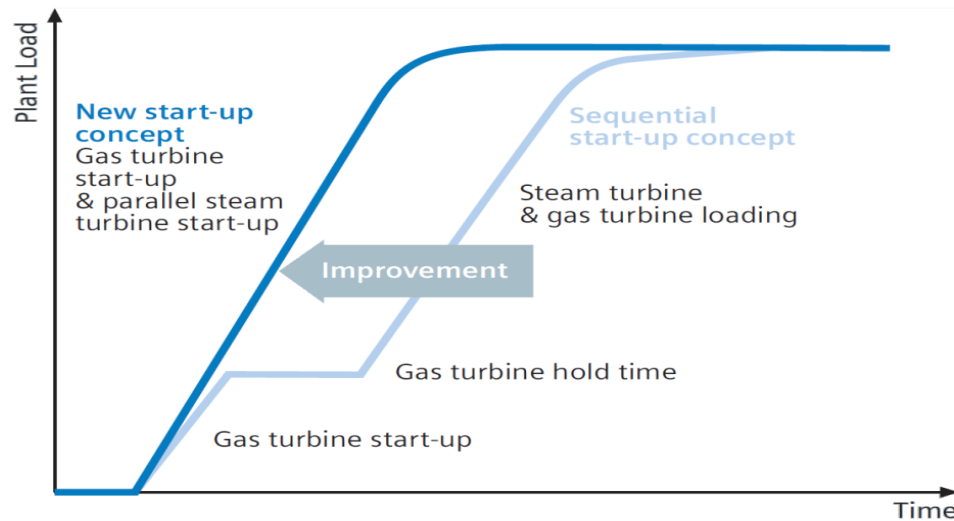 Plant Load
New start-up
concept
Gas turbine
start-up
& parallel steam
turbine start-up
Sequential
start-up concept
Steam turbine
& gas turbine loading
Improvement
Gas turbine hold time
Gas turbine start-up
Time